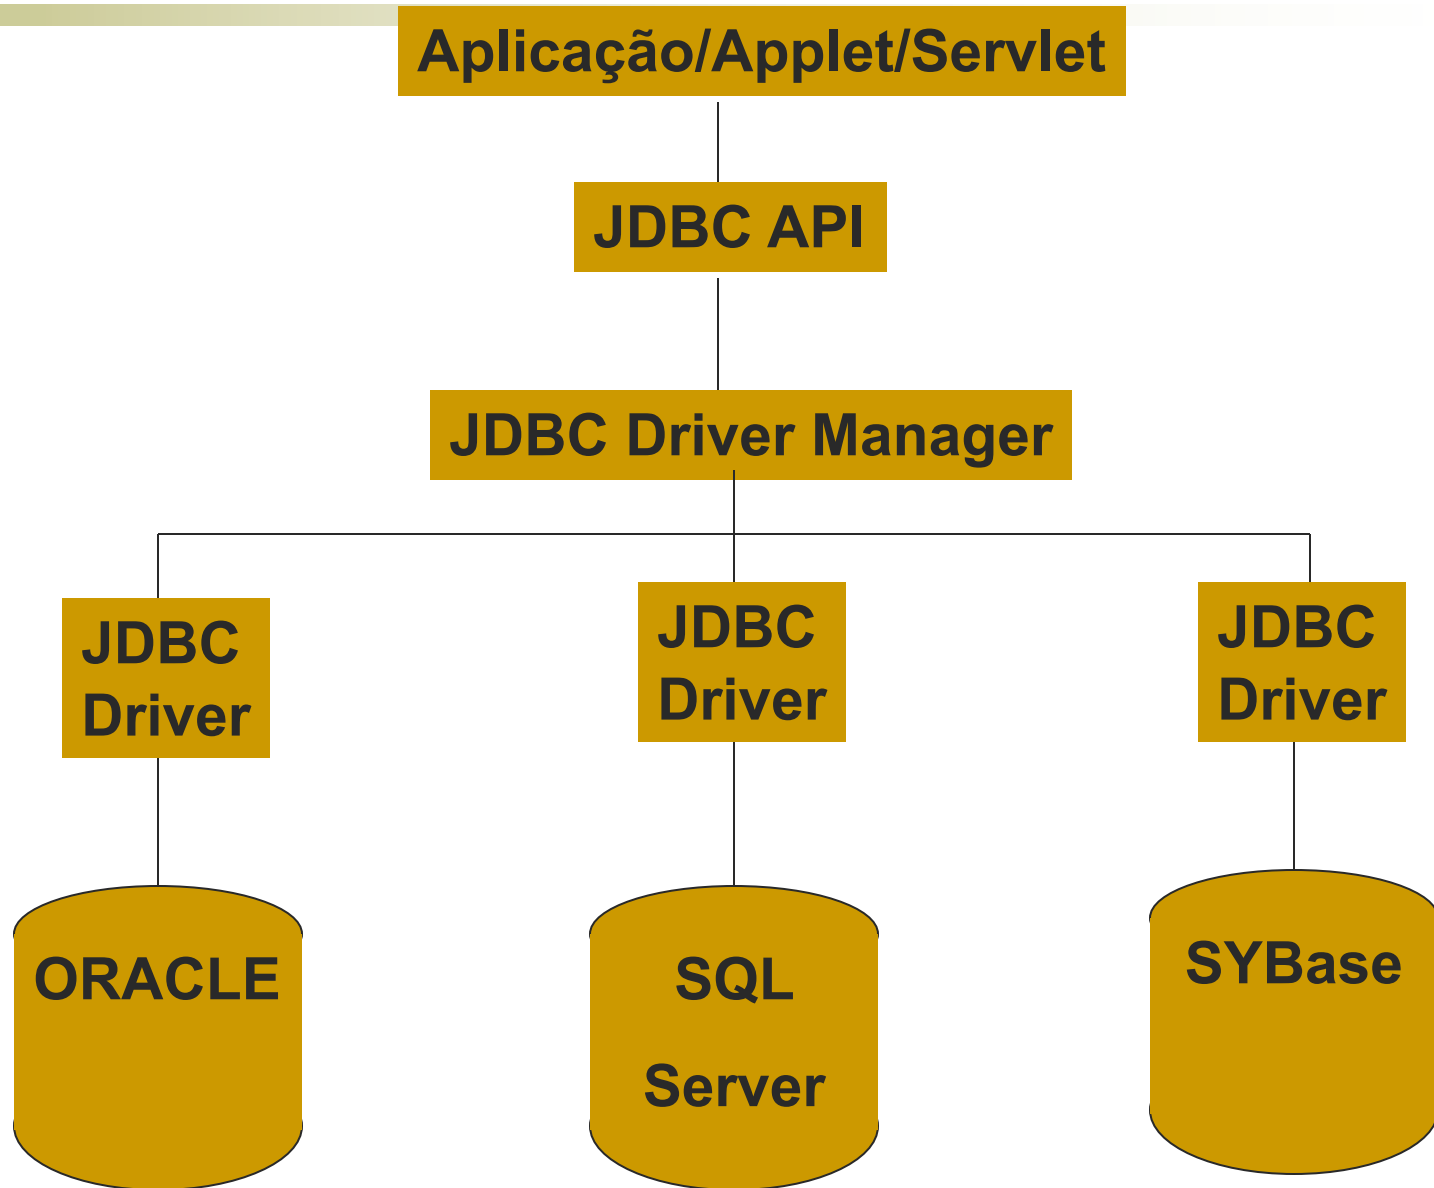 Aplicação/Applet/Servlet
JDBC API
JDBC Driver Manager
JDBC
Driver
JDBC
Driver
JDBC
Driver
ORACLE
SQL
Server
SYBase